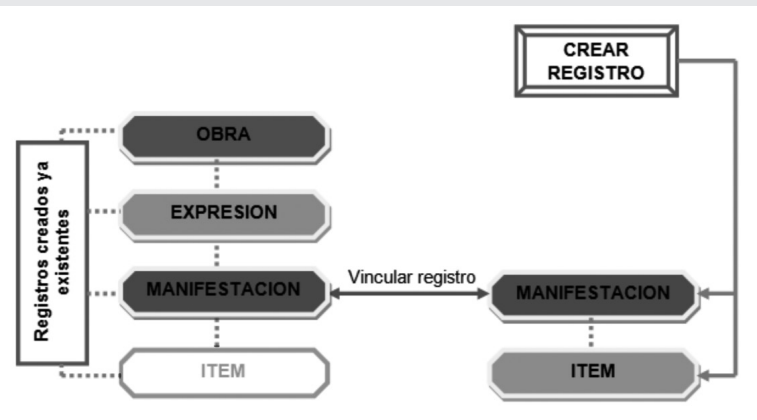 CREAR
REGISTRO
OBRA
EXPRESION
MANIFESTACION
ITEM
Registros creados ya
existentes
Vincular registro
MANIFESTACION
ITEM